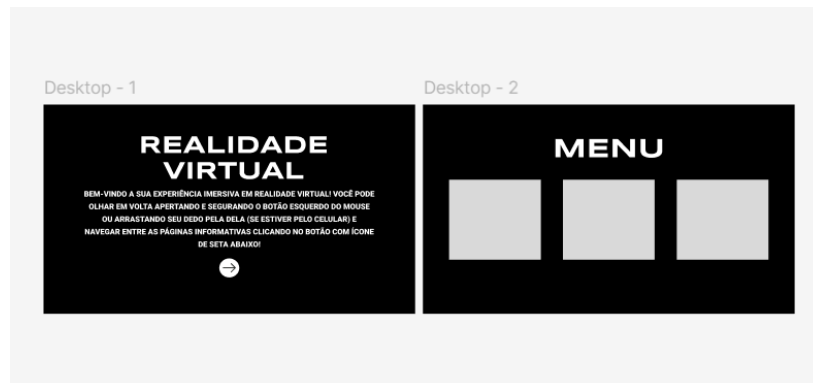 Desktop - 1
REALIDADE
VIRTUAL
BEM-VINDO A SUA EXPERIÊNCIA IMERSIVA EM REALIDADE VIRTUAL! VOCÊ PODE
OLHAR EM VOLTA APERTANDO E SEGURANDO O BOTÃO ESQUERDO DO MOUSE
OU ARRASTANDO SEU DEDO PELA DELA (SE ESTIVER PELO CELULAR) E
NAVEGAR ENTRE AS PÁGINAS INFORMATIVAS CLICANDO NO BOTÃO COM ÍCONE
DE SETA ABAIXO!
Desktop - 2
MENU